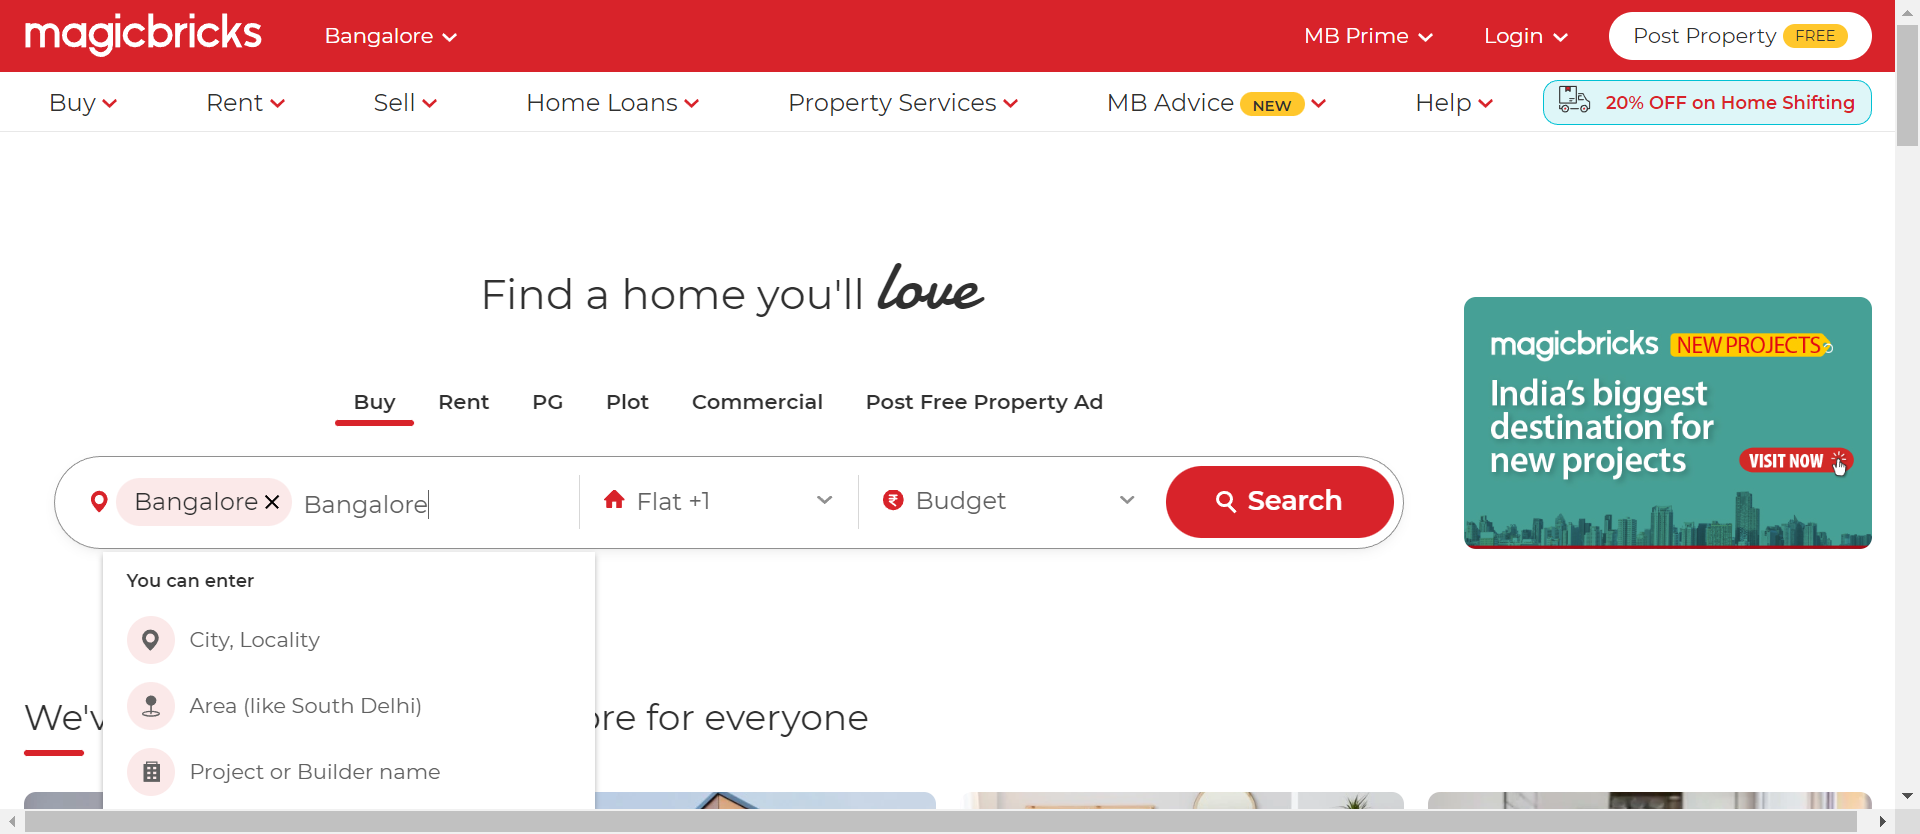 magicbricks
Bangalore
MB Prime
Login
Post Property FREE
Buy
Rent
Sell
Home Loans
Property Services
MB Advice NEW
Help
20% OFF on Home Shifting
Find a home you'll love
Buy
Rent
PG
Plot
Commercial
Post Free Property Ad
Bangalore
Bangalore
Flat +1
Budget
Search
magicbricks NEW PROJECTS
India's biggest
destination for
new projects
VISIT NOW
You can enter
City, Locality
Area (like South Delhi)
Project or Builder name
for everyone